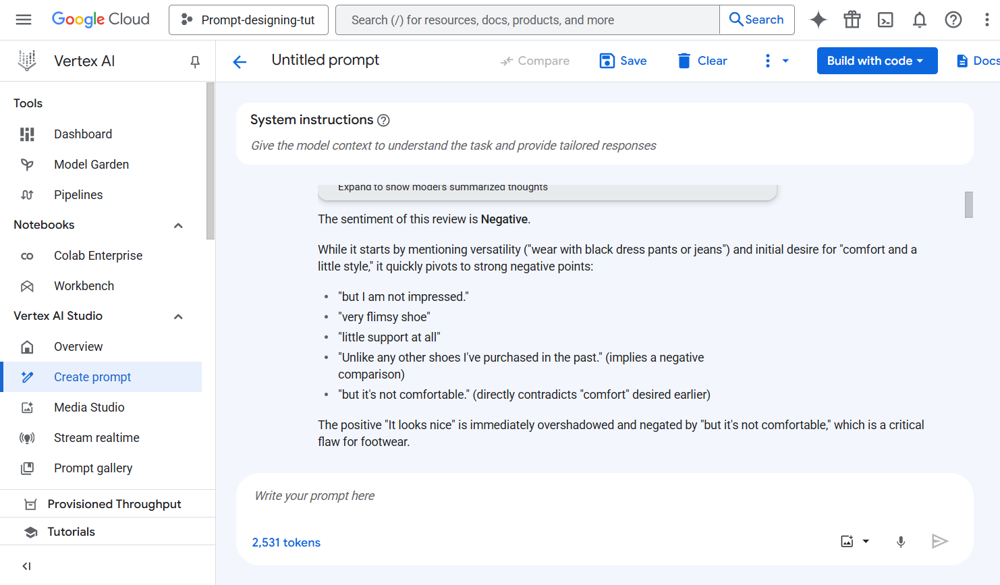 Google Cloud
Prompt-designing-tut
Search (/) for resources, docs, products, and more
Search
Vertex AI
Untitled prompt
Compare
Save
Clear
Build with code
Docs
Tools
Dashboard
Model Garden
Pipelines
Notebooks
Colab Enterprise
Workbench
Vertex AI Studio
Overview
Create prompt
Media Studio
Stream realtime
Prompt gallery
Provisioned Throughput
Tutorials
System instructions
Give the model context to understand the task and provide tailored responses
Expand to show model's summarized thoughts
The sentiment of this review is Negative.
While it starts by mentioning versatility ("wear with black dress pants or jeans") and initial desire for "comfort and a
little style," it quickly pivots to strong negative points:
• "but I am not impressed."
• "very flimsy shoe"
• "little support at all"
• "Unlike any other shoes I've purchased in the past." (implies a negative
comparison)
• "but it's not comfortable." (directly contradicts "comfort" desired earlier)
The positive "It looks nice" is immediately overshadowed and negated by "but it's not comfortable," which is a critical
flaw for footwear.
Write your prompt here
2,531 tokens